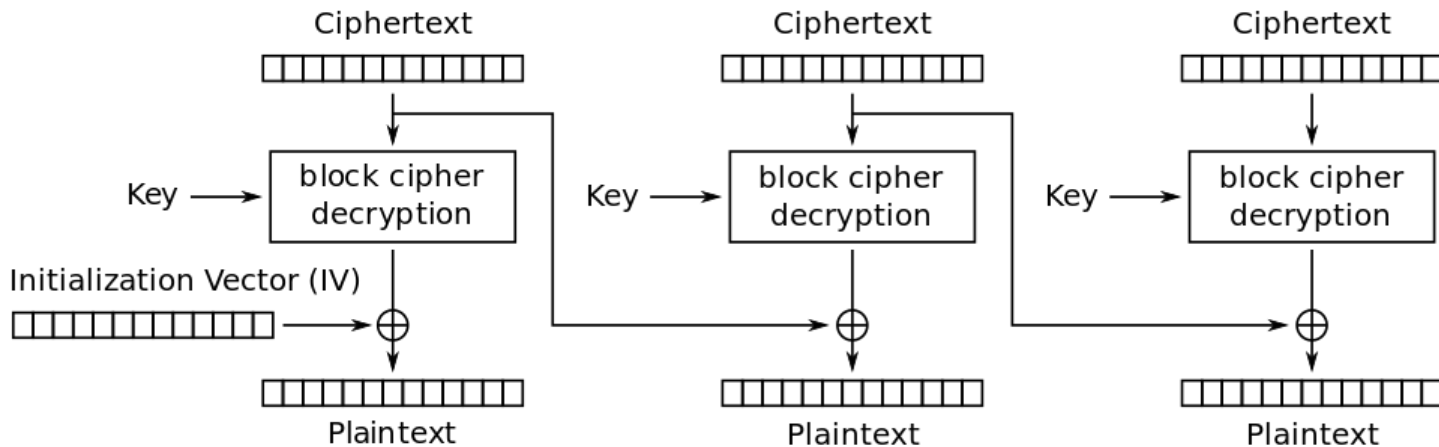 Ciphertext
Ciphertext
Ciphertext
Key
block cipher
decryption
Key
block cipher
decryption
Key
block cipher
decryption
Initialization Vector (IV)
Plaintext
Plaintext
Plaintext